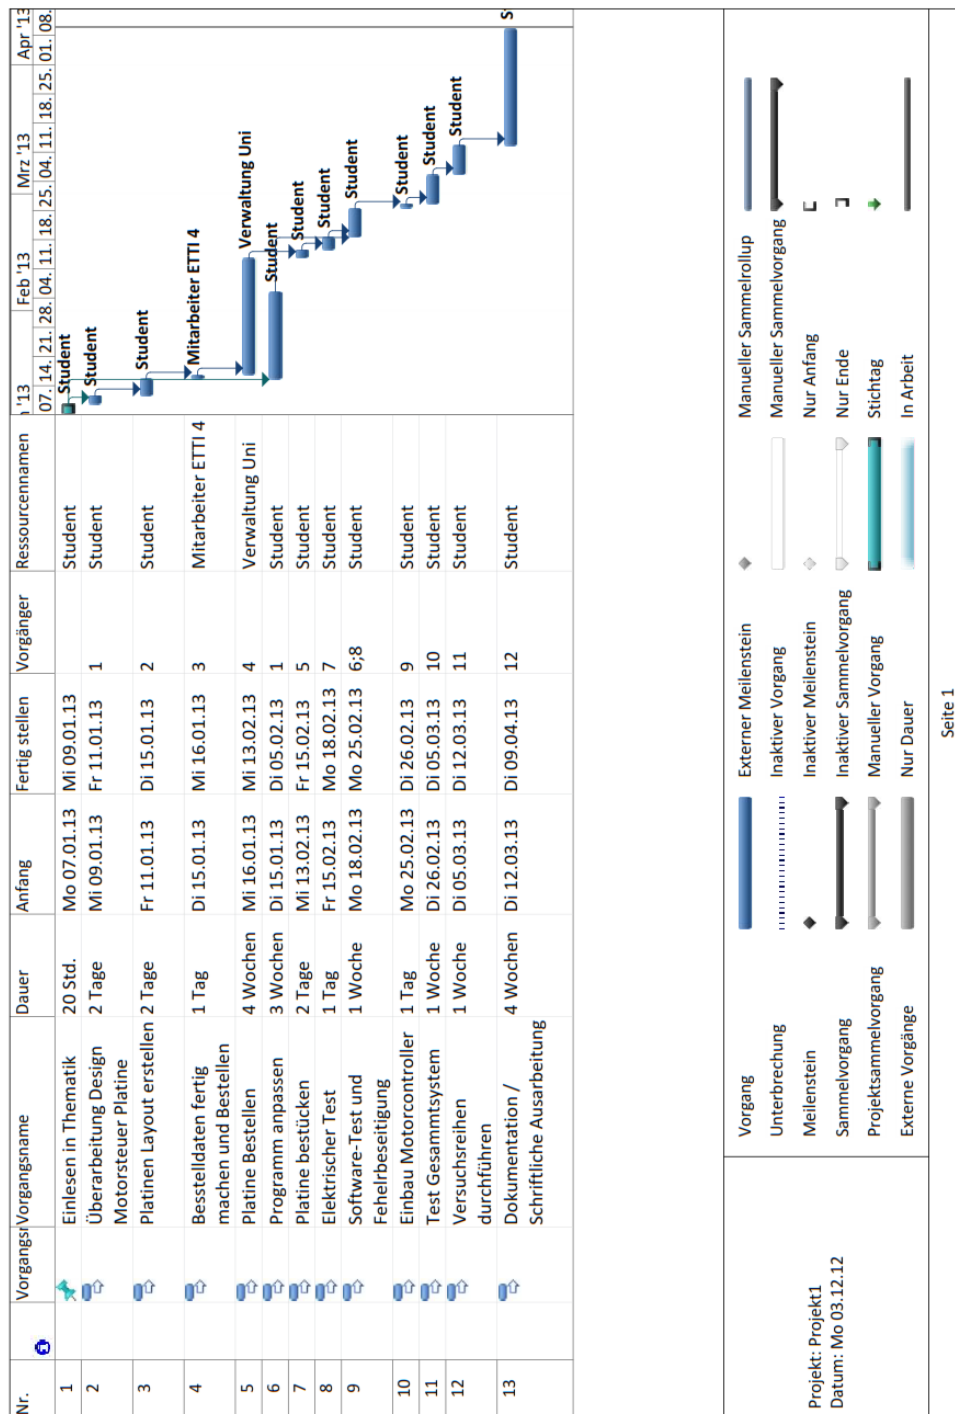 Nr.
Vorgangsr
Vorgangsname
Dauer
Anfang
Fertig stellen
Vorgänger
Ressourcennamen
'13
Feb '13
Mrz '13
Apr '13
07. 14. 21. 28. 04. 11. 18. 25. 04. 11. 18. 25. 01. 08.
1 Einlesen in Thematik 20 Std. Mo 07.01.13 Mi 09.01.13 Student
Student
2 Überarbeitung Design 2 Tage Mi 09.01.13 Fr 11.01.13 1 Student
Motorsteuer Platine
Student
3 Platinen Layout erstellen 2 Tage Fr 11.01.13 Di 15.01.13 2 Student
Student
4 Besstelldaten fertig 1 Tag Di 15.01.13 Mi 16.01.13 3 Mitarbeiter ETTI 4
machen und Bestellen
Mitarbeiter ETTI 4
5 Platine Bestellen 4 Wochen Mi 16.01.13 Mi 13.02.13 4 Verwaltung Uni
Verwaltung Uni
6 Programm anpassen 3 Wochen Di 15.01.13 Di 05.02.13 1 Student
Student
7 Platine bestücken 2 Tage Mi 13.02.13 Fr 15.02.13 5 Student
Student
8 Elektrischer Test 1 Tag Fr 15.02.13 Mo 18.02.13 7 Student
Student
9 Software-Test und 1 Woche Mo 18.02.13 Mo 25.02.13 6;8 Student
Fehelrbeseitigung
Student
10 Einbau Motorcontroller 1 Tag Mo 25.02.13 Di 26.02.13 9 Student
Student
11 Test Gesammtsystem 1 Woche Di 26.02.13 Di 05.03.13 10 Student
Student
12 Versuchsreihen 1 Woche Di 05.03.13 Di 12.03.13 11 Student
durchführen
Student
13 Dokumentation / 4 Wochen Di 12.03.13 Di 09.04.13 12 Student
Schriftliche Ausarbeitung
Projekt: Projekt1
Datum: Mo 03.12.12
Vorgang
Unterbrechung
Meilenstein
Sammelvorgang
Projektsammelvorgang
Externe Vorgänge
Externer Meilenstein
Inaktiver Vorgang
Inaktiver Meilenstein
Inaktiver Sammelvorgang
Manueller Vorgang
Nur Dauer
Manueller Sammelrollup
Manueller Sammelvorgang
Nur Anfang
Nur Ende
Stichtag
In Arbeit
Seite 1